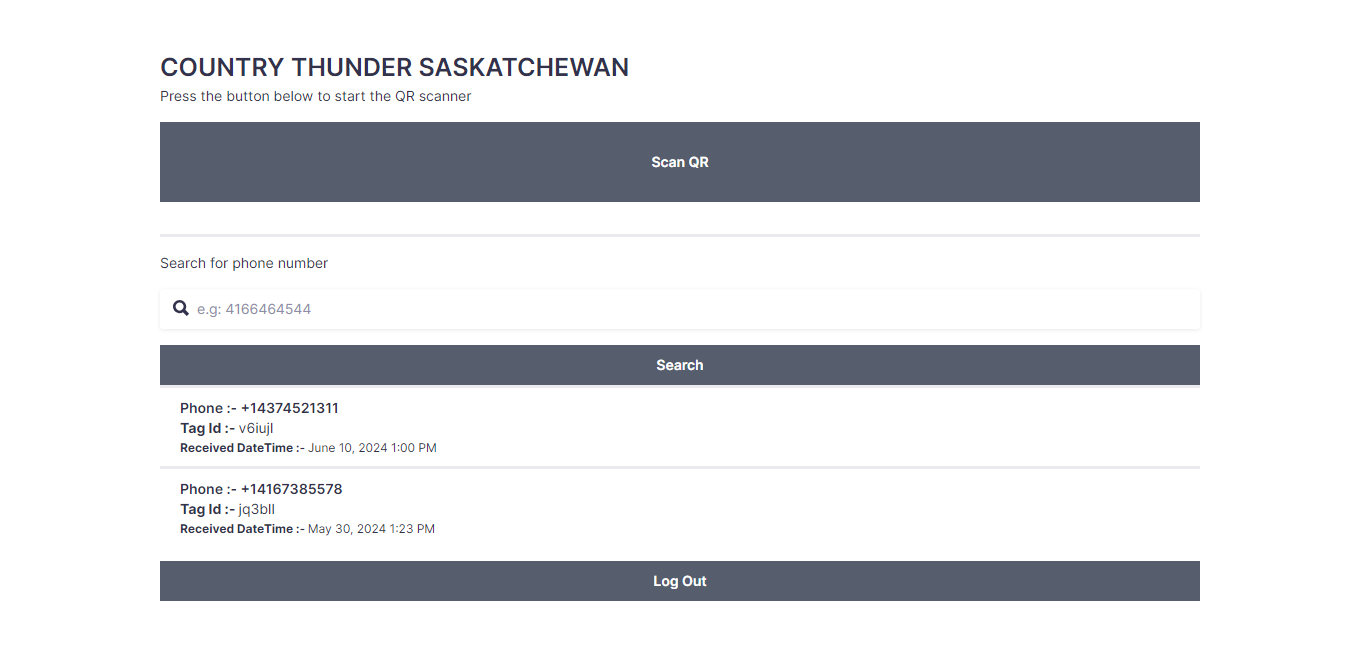 COUNTRY THUNDER SASKATCHEWAN
Press the button below to start the QR scanner
Scan QR
Search for phone number
e.g: 4166464544
Search
Phone :- +14374521311
Tag Id :- v6iujl
Received DateTime :- June 10, 2024 1:00 PM
Phone :- +14167385578
Tag Id :- jq3bll
Received DateTime :- May 30, 2024 1:23 PM
Log Out